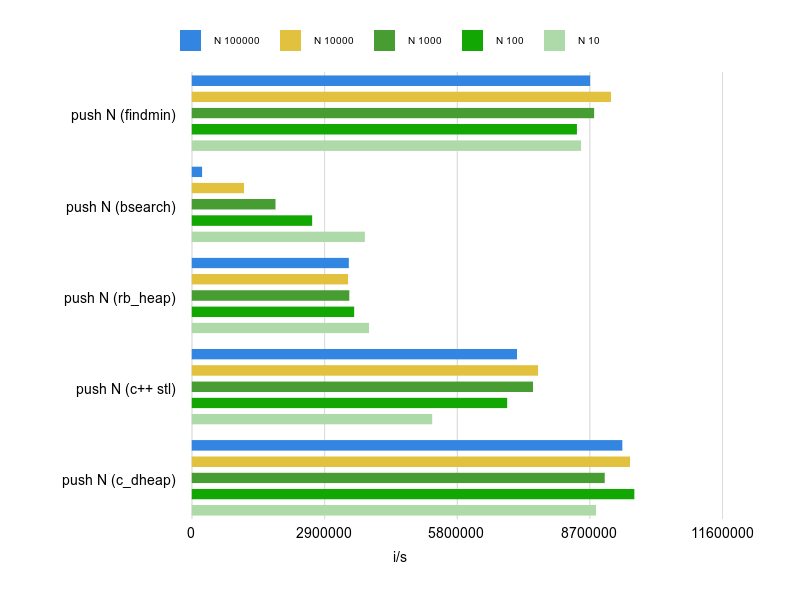 N 100000 N 10000 N 1000 N 100 N 10
push N (findmin)
push N (bsearch)
push N (rb_heap)
push N (c++ stl)
push N (c_dheap)
0 2900000 5800000 8700000 11600000
i/s